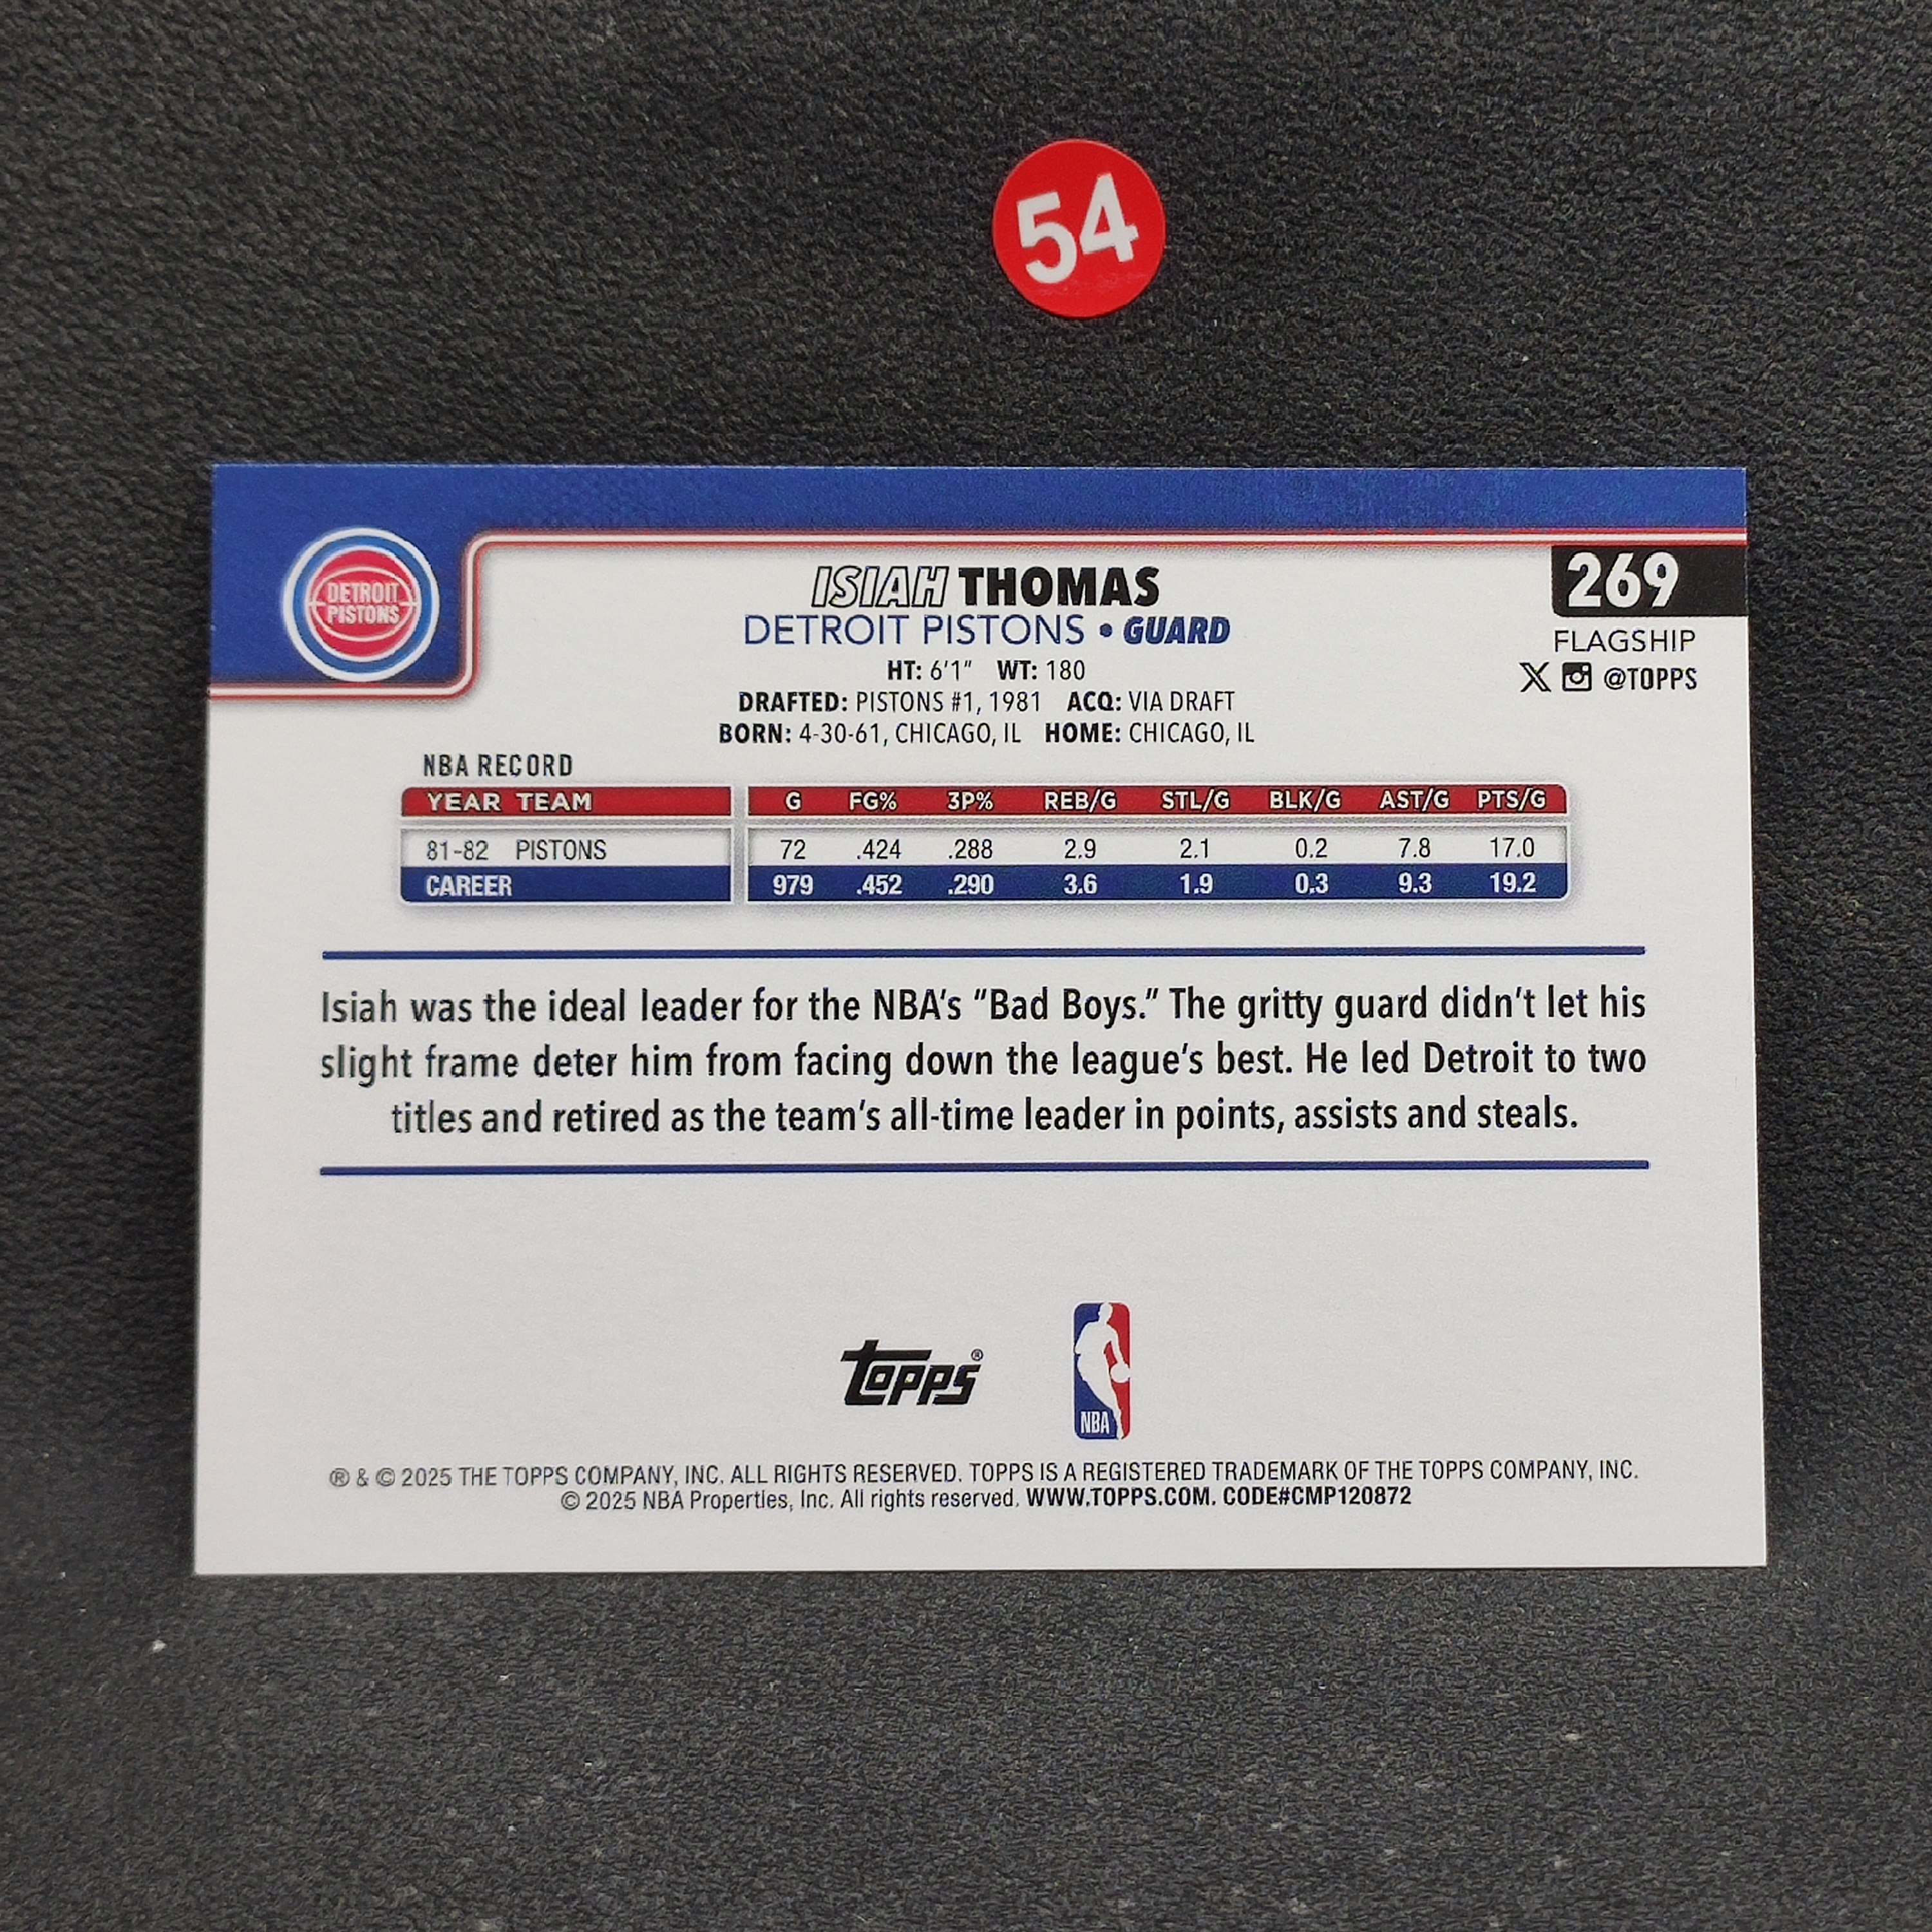 54
DETROIT
PISTONS
ISIAH THOMAS
DETROIT PISTONS • GUARD
269
FLAGSHIP
X @TOPPS
HT: 6'1" WT: 180
DRAFTED: PISTONS #1, 1981 ACQ: VIA DRAFT
BORN: 4-30-61, CHICAGO, IL HOME: CHICAGO, IL
NBA RECORD
YEAR TEAM G FG% 3P% REB/G STL/G BLK/G AST/G PTS/G
81-82 PISTONS 72 .424 .288 2.9 2.1 0.2 7.8 17.0
CAREER 979 .452 .290 3.6 1.9 0.3 9.3 19.2
Isiah was the ideal leader for the NBA's "Bad Boys." The gritty guard didn't let his
slight frame deter him from facing down the league's best. He led Detroit to two
titles and retired as the team's all-time leader in points, assists and steals.
Topps®
NBA
® & © 2025 THE TOPPS COMPANY, INC. ALL RIGHTS RESERVED. TOPPS IS A REGISTERED TRADEMARK OF THE TOPPS COMPANY, INC.
© 2025 NBA Properties, Inc. All rights reserved. WWW.TOPPS.COM. CODE#CMP120872